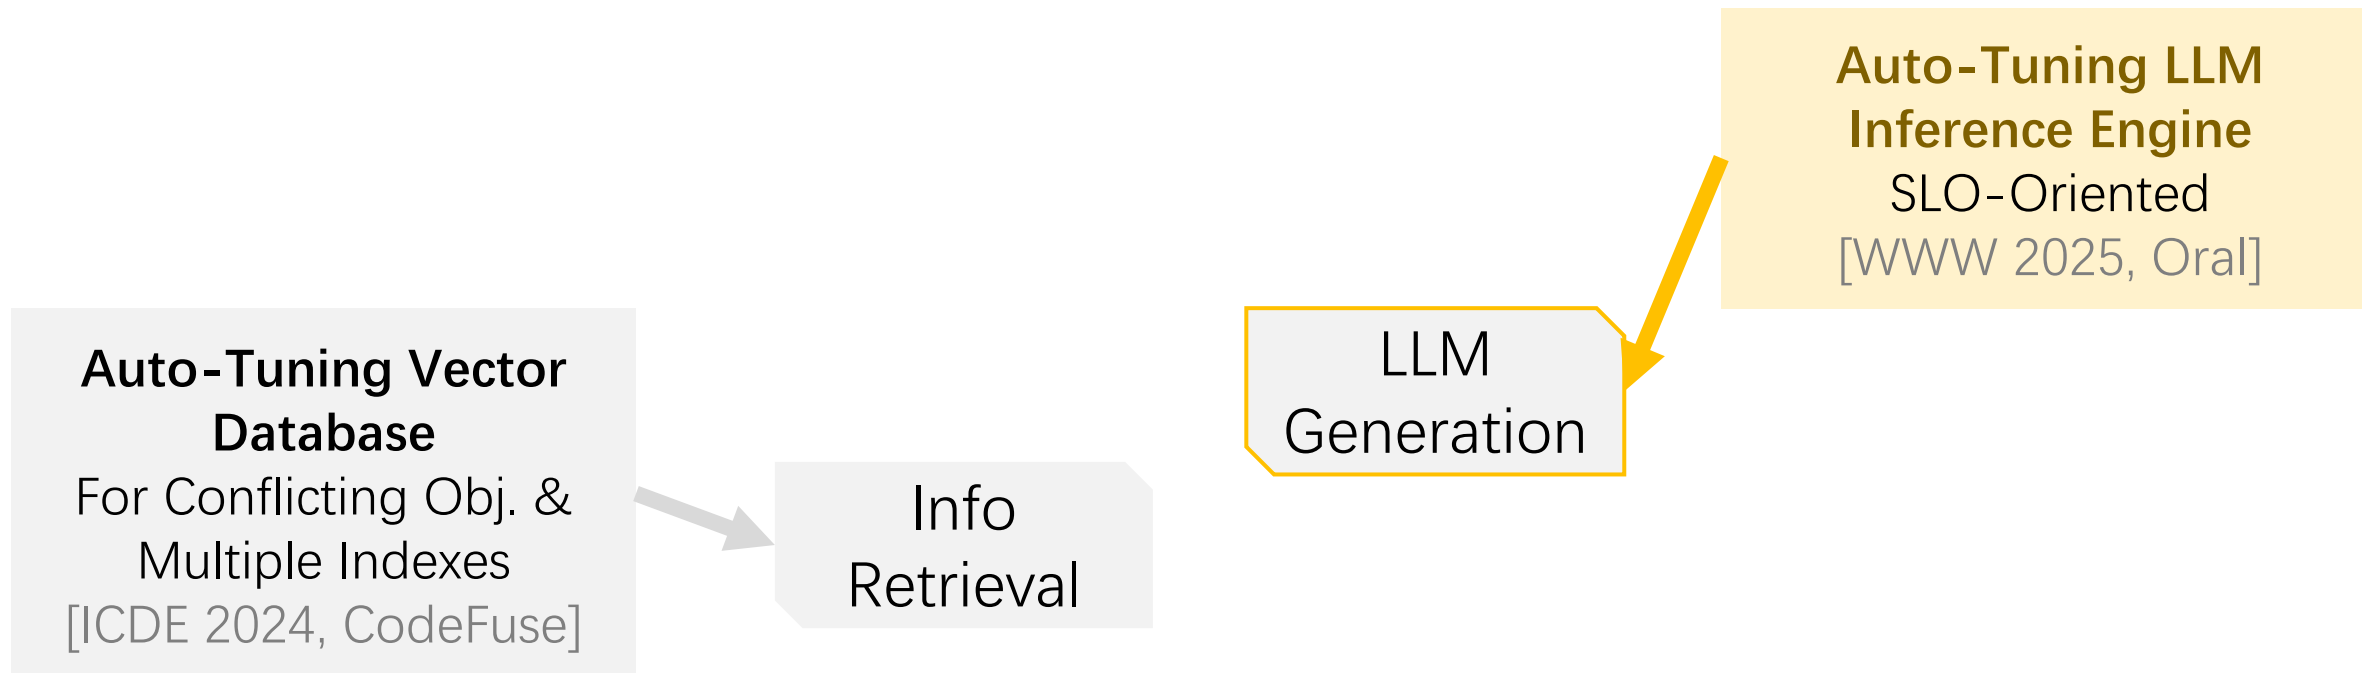 Auto-Tuning Vector
Database
For Conflicting Obj. &
Multiple Indexes
[ICDE 2024, CodeFuse]
Info
Retrieval
LLM
Generation
Auto-Tuning LLM
Inference Engine
SLO-Oriented
[WWW 2025, Oral]